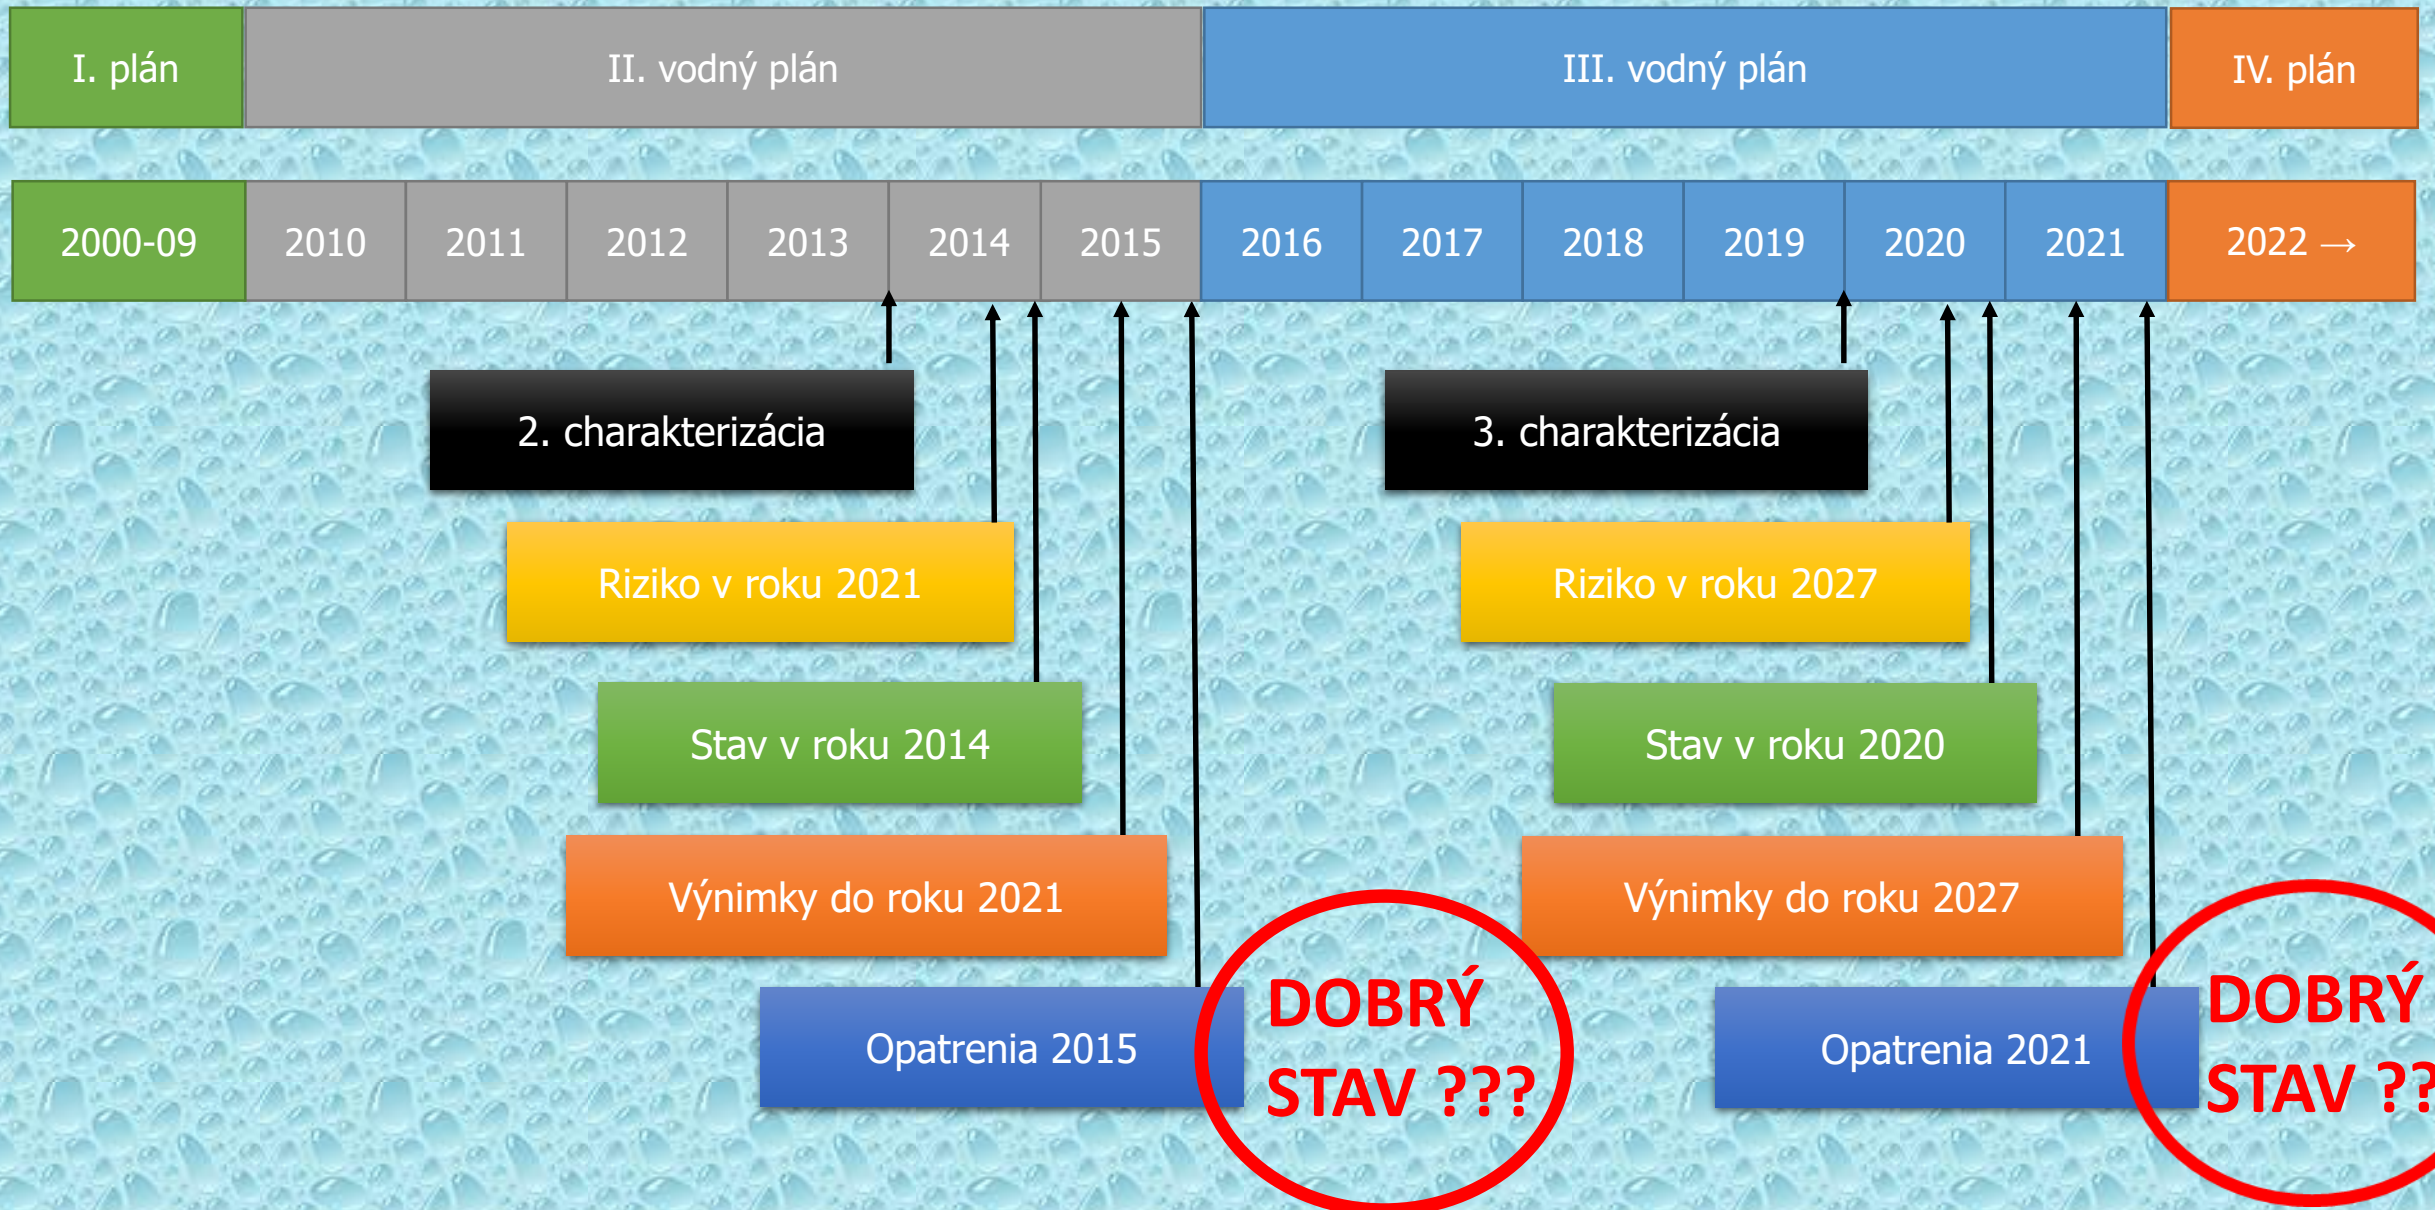 I. plán
II. vodný plán
III. vodný plán
IV. plán
2000-09
2010
2011
2012
2013
2014
2015
2016
2017
2018
2019
2020
2021
2022 →
2. charakterizácia
3. charakterizácia
Riziko v roku 2021
Riziko v roku 2027
Stav v roku 2014
Stav v roku 2020
Výnimky do roku 2021
Výnimky do roku 2027
Opatrenia 2015
DOBRÝ
STAV ???
Opatrenia 2021
DOBRÝ
STAV ??